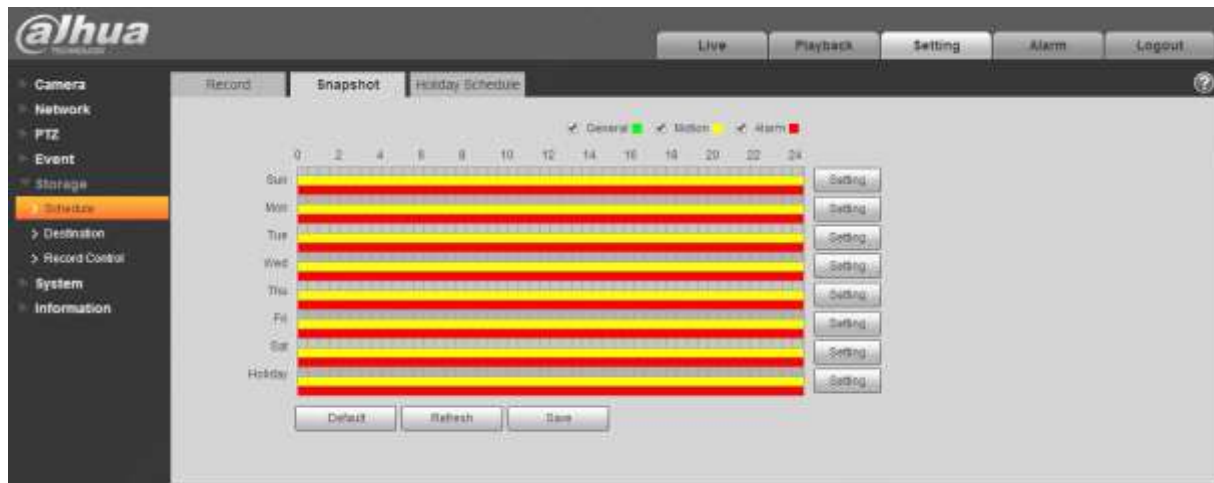 alhua
TECHNOLOGY
Live Playback Setting Alarm Logout
Camera
Network
PTZ
Event
Storage
Schedule
Destination
Record Control
System
Information
Record Snapshot Holiday Schedule
General Motion Alarm
0 2 4 6 8 10 12 14 16 18 20 22 24
Sun Setting
Mon Setting
Tue Setting
Wed Setting
Thu Setting
Fri Setting
Sat Setting
Holiday Setting
Default Refresh Save